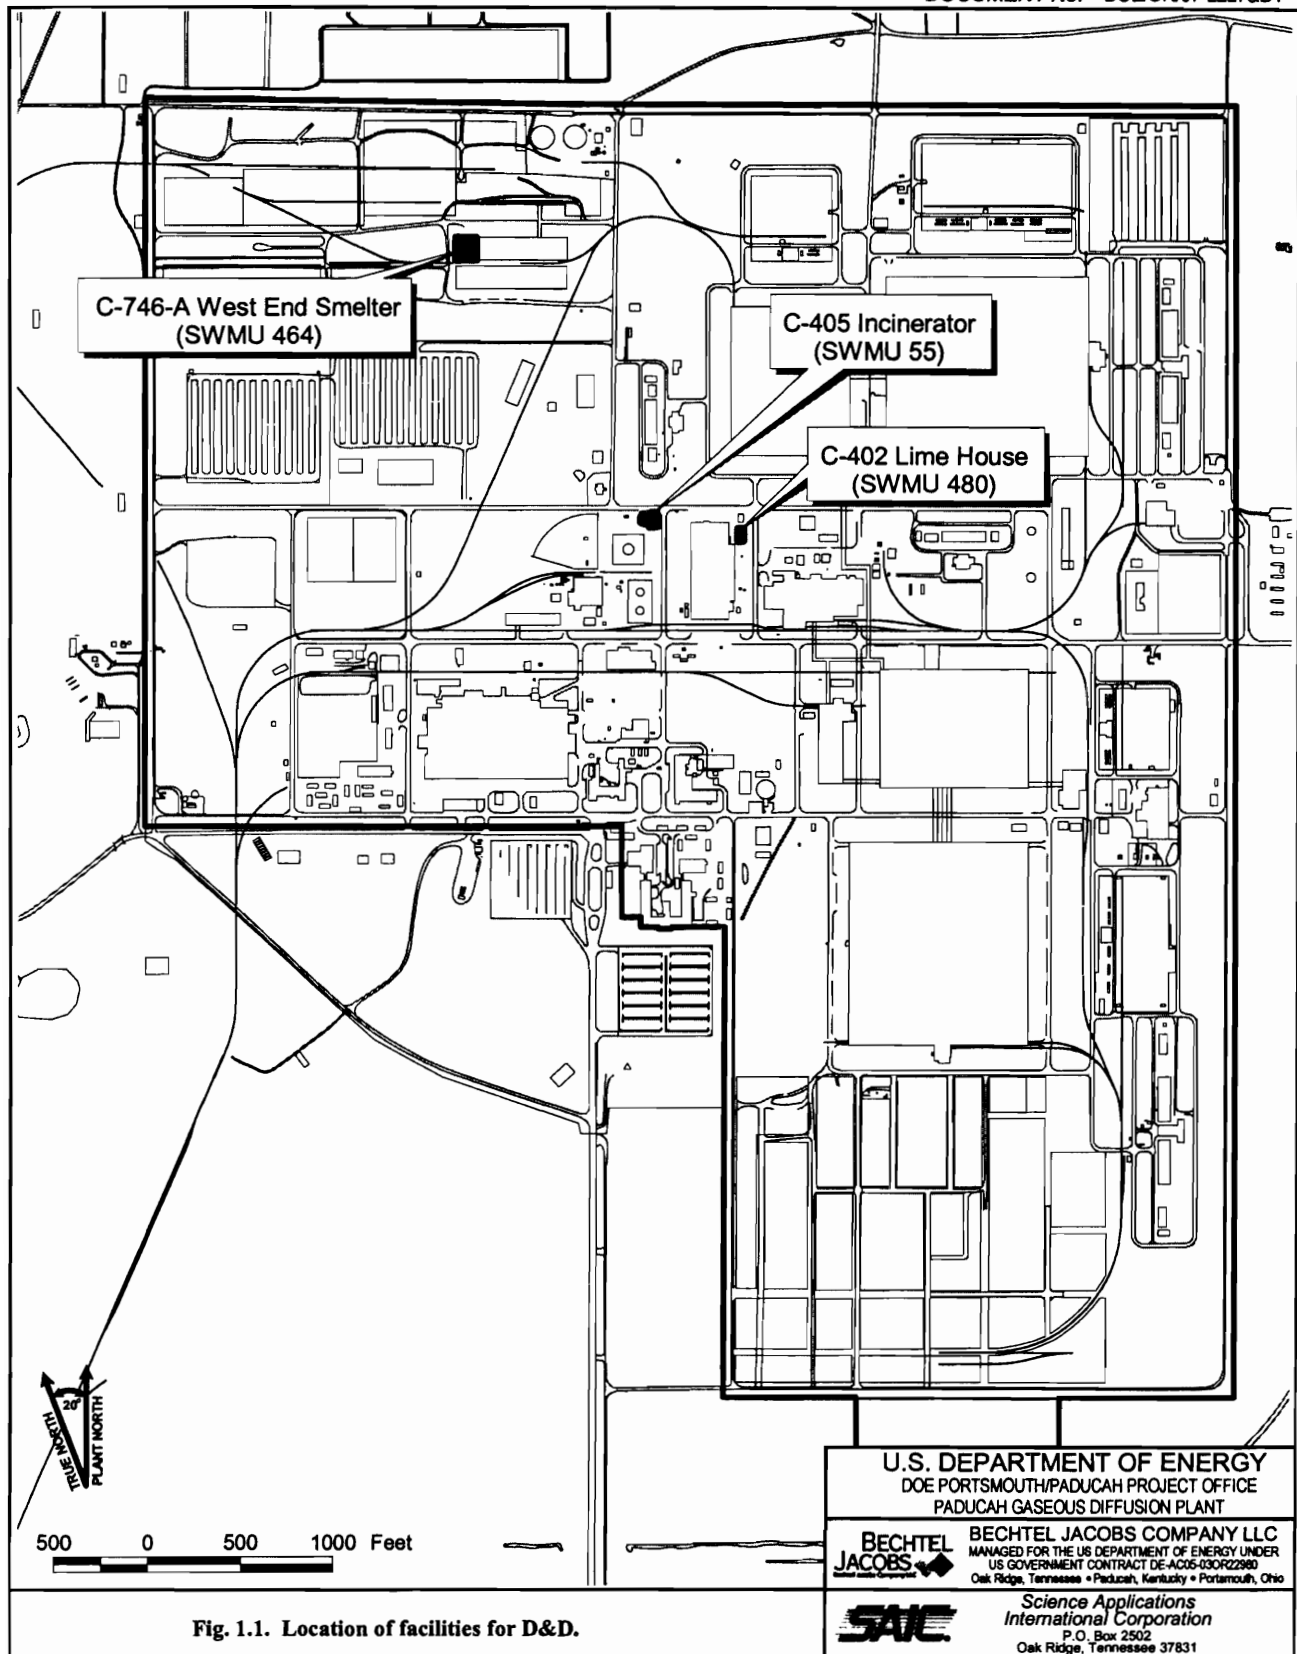 C-746-A West End Smelter
(SWMU 464)
C-405 Incinerator
(SWMU 55)
C-402 Lime House
(SWMU 480)
20°
TRUE NORTH
PLANT NORTH
500 0 500 1000 Feet
U.S. DEPARTMENT OF ENERGY
DOE PORTSMOUTH/PADUCAH PROJECT OFFICE
PADUCAH GASEOUS DIFFUSION PLANT
BECHTEL
JACOBS
BECHTEL JACOBS COMPANY LLC
MANAGED FOR THE US DEPARTMENT OF ENERGY UNDER
US GOVERNMENT CONTRACT DE-AC05-03OR22980
Oak Ridge, Tennessee • Paducah, Kentucky • Portsmouth, Ohio
SAIC
Science Applications
International Corporation
P.O. Box 2502
Oak Ridge, Tennessee 37831
Fig. 1.1. Location of facilities for D&D.